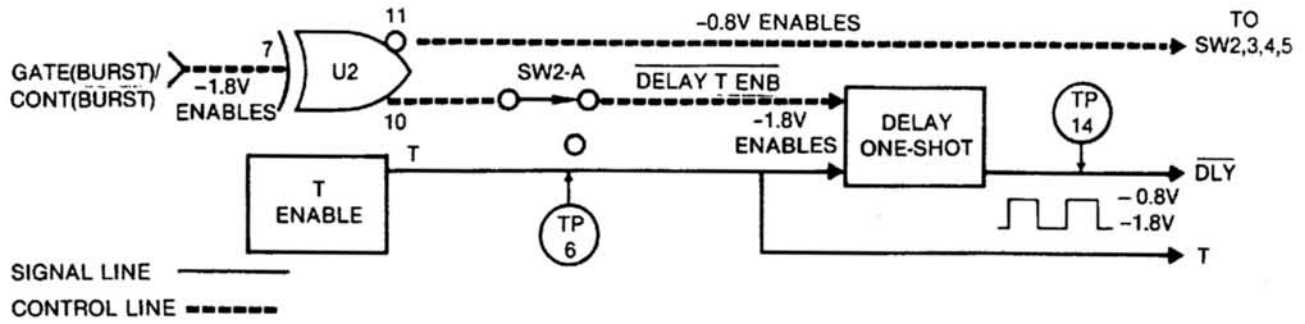 11
-0.8V ENABLES
TO
SW2,3,4,5
7
U2
GATE(BURST)/
CONT(BURST)
-1.8V
ENABLES
SW2-A
DELAY T ENB
10
-1.8V
ENABLES
DELAY
ONE-SHOT
TP
14
T
ENABLE
T
TP
6
DLY
- 0.8V
-1.8V
T
SIGNAL LINE
CONTROL LINE